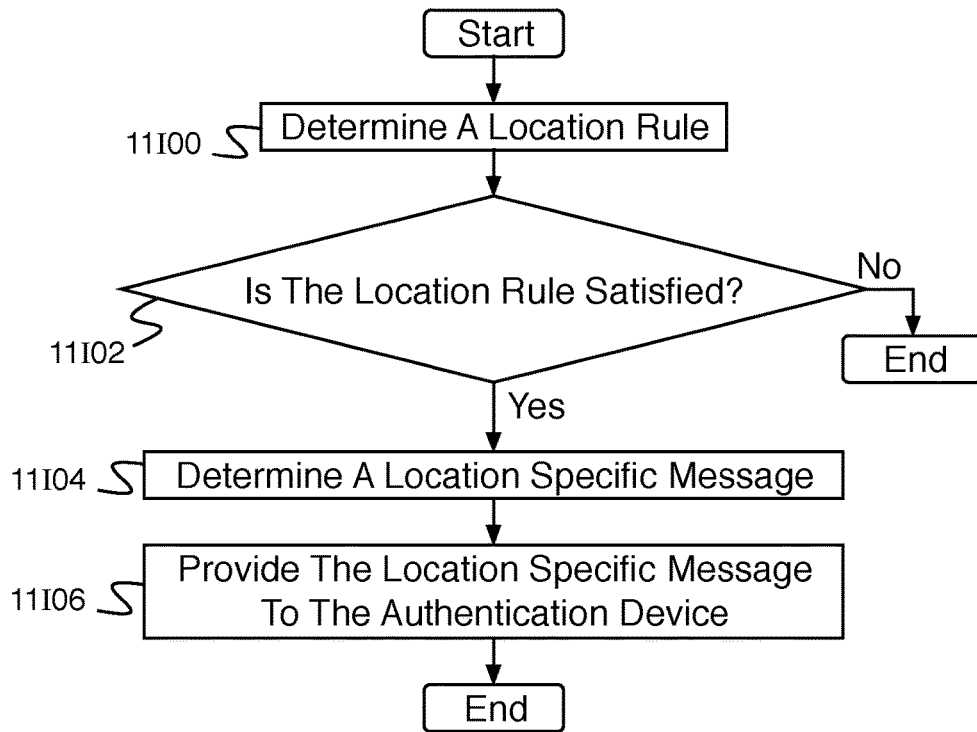 Start
11I00
Determine A Location Rule
Is The Location Rule Satisfied?
No
11I02
End
Yes
11I04
Determine A Location Specific Message
11I06
Provide The Location Specific Message
To The Authentication Device
End